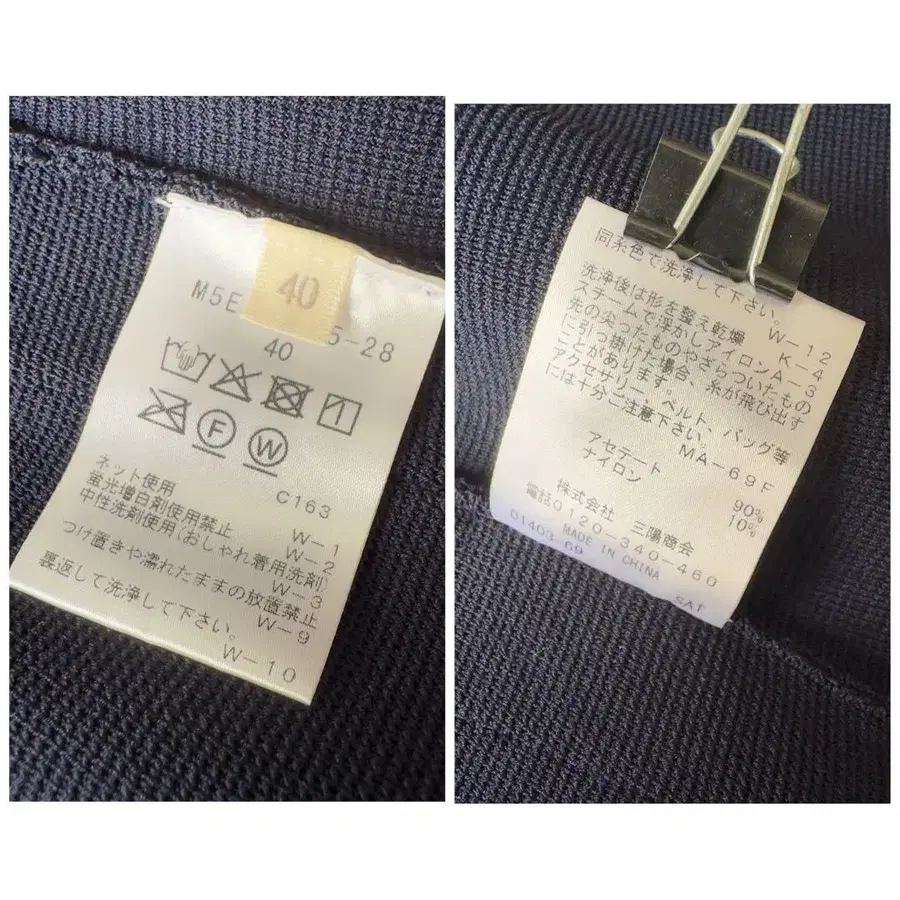 40
M5E 5-28
40
F W
C163
ネット使用 W-1
蛍光増白剤使用禁止 W-2
中性洗剤使用(おしゃれ着用洗剤) W-3
つけ置きや濡れたままの放置禁止 W-9
裏返して洗浄して下さい。 W-10
同系色で洗浄して下さい。 W-12
洗浄後は形を整え乾燥 K-4
スチームで浮かしアイロン A-3
先の尖ったものやざらついたもの
に引っ掛けた場合、糸が飛び出す
ことがあります。
アクセサリー、ベルト、バッグ等
には十分ご注意下さい。
MA-69F
アセテート 90%
ナイロン 10%
株式会社 三陽商会
電話0120-340-460
MADE IN CHINA
01403 69 SAF